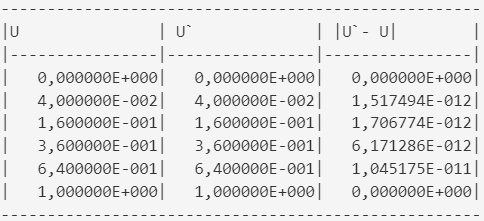 -----------------------------------------------
|U              | U`            | |U`- U|       |
|---------------|---------------|---------------|
|  0,000000E+000|  0,000000E+000|  0,000000E+000|
|  4,000000E-002|  4,000000E-002|  1,517494E-012|
|  1,600000E-001|  1,600000E-001|  1,706774E-012|
|  3,600000E-001|  3,600000E-001|  6,171286E-012|
|  6,400000E-001|  6,400000E-001|  1,045175E-011|
|  1,000000E+000|  1,000000E+000|  0,000000E+000|
-----------------------------------------------